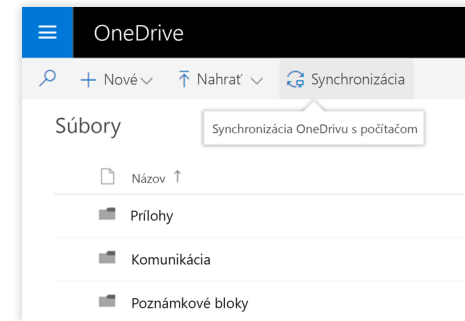 OneDrive
Nové Nahrať Synchronizácia
Synchronizácia OneDrivu s počítačom
Súbory
Názov ↑
Prílohy
Komunikácia
Poznámkové bloky